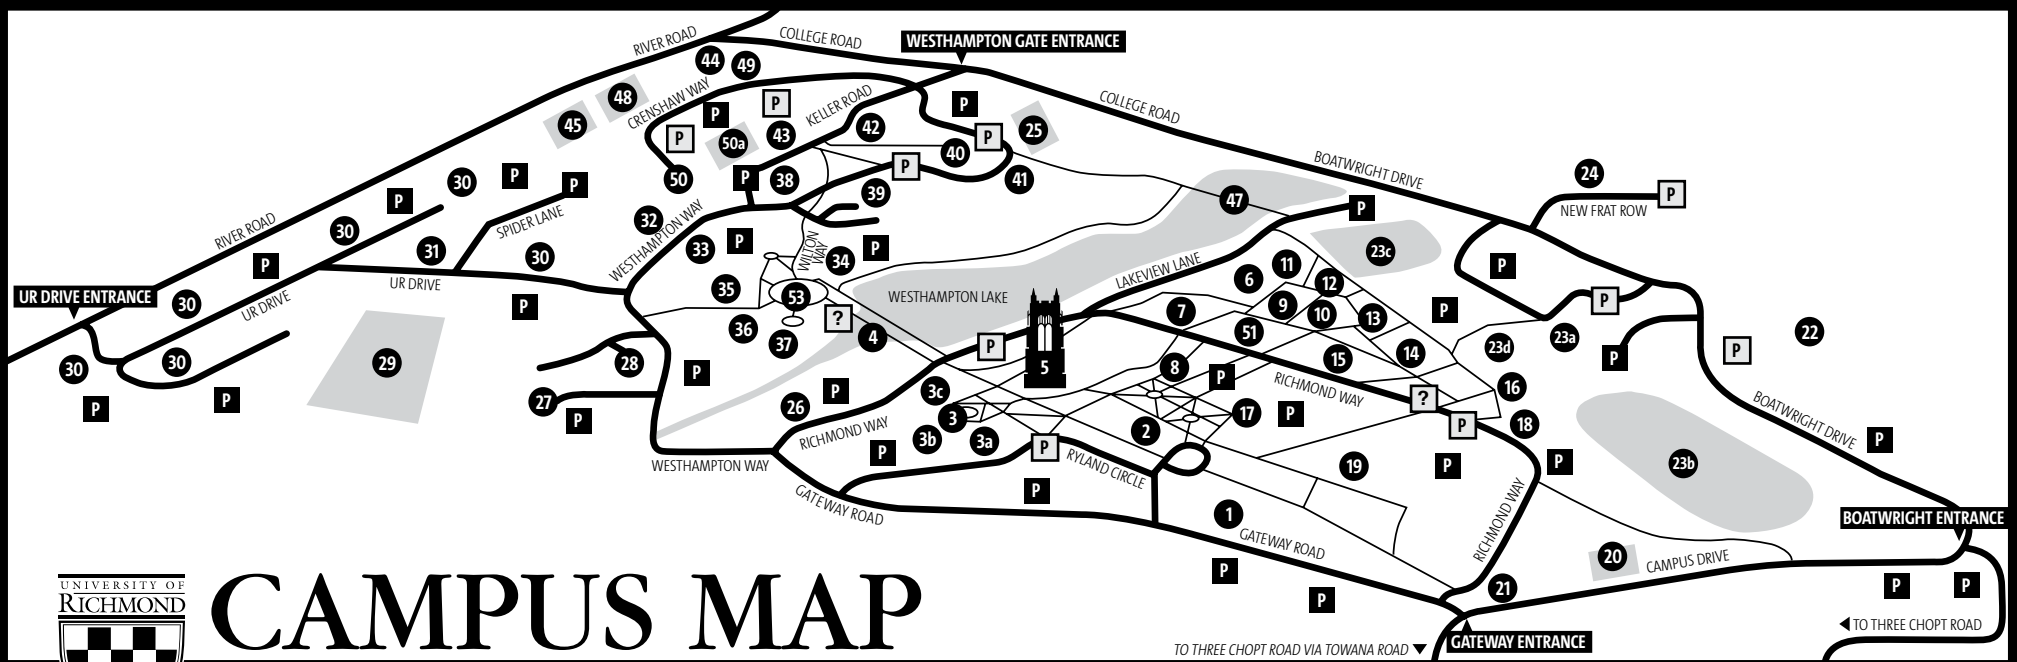 RIVER ROAD
COLLEGE ROAD
WESTHAMPTON GATE ENTRANCE
44
49
48
CRENSHAW WAY
P
P
KELLER ROAD
P
COLLEGE ROAD
45
P
50a
43
42
P
25
40
P
BOATWRIGHT DRIVE
24
P
NEW FRAT ROW
30
P
P
50
P
38
39
41
47
P
P
RIVER ROAD
30
SPIDER LANE
32
WESTHAMPTON WAY
33
P
WILTON
WAY
34
P
31
30
P
UR DRIVE
LAKEVIEW LANE
6
11
12
23c
P
UR DRIVE ENTRANCE
30
UR DRIVE
P
35
53
WESTHAMPTON LAKE
7
9
10
13
P
P
36
37
?
4
P
5
51
15
14
23d
23a
P
P
22
30
30
29
28
P
8
P
RICHMOND WAY
?
16
P
P
27
P
P
26
RICHMOND WAY
3c
3
3b
3a
P
2
17
P
P
18
BOATWRIGHT DRIVE
P
WESTHAMPTON WAY
P
RYLAND CIRCLE
19
P
P
23b
GATEWAY ROAD
P
1
GATEWAY ROAD
RICHMOND WAY
BOATWRIGHT ENTRANCE
20
CAMPUS DRIVE
P
P
21
P
P
TO THREE CHOPT ROAD
GATEWAY ENTRANCE
TO THREE CHOPT ROAD VIA TOWANA ROAD
UNIVERSITY OF
RICHMOND
CAMPUS MAP